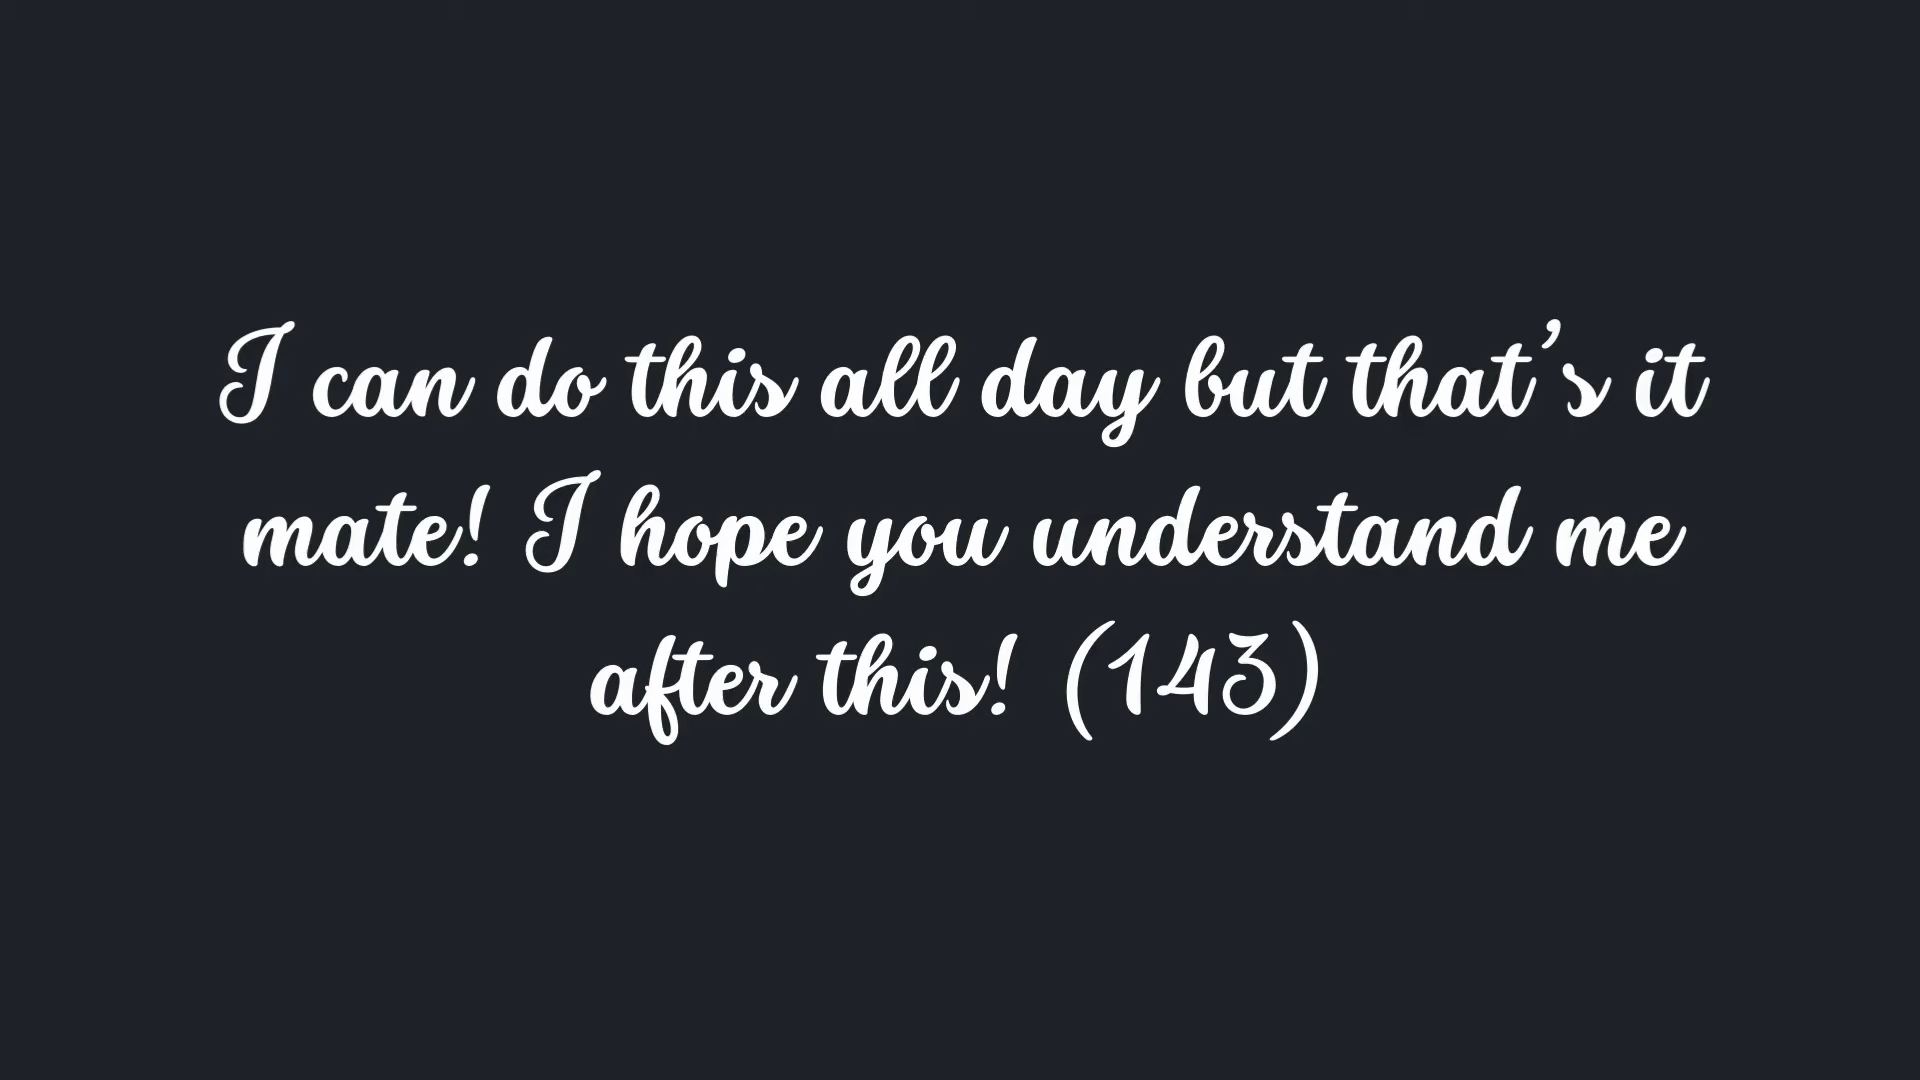 I can do this all day but that's it
mate! I hope you understand me
after this! (143)